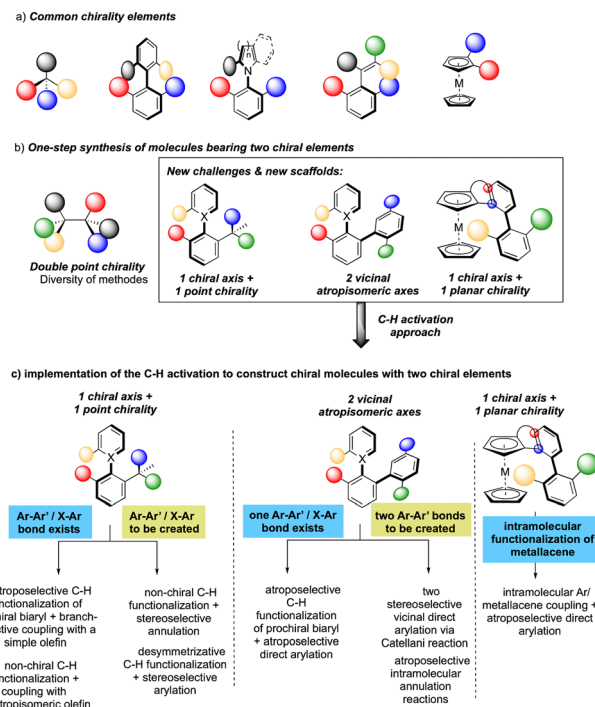 a) Common chirality elements
n
N
M
b) One-step synthesis of molecules bearing two chiral elements
New challenges & new scaffolds:
X
X
M
Double point chirality
Diversity of methodes
1 chiral axis +
1 point chirality
2 vicinal
atropisomeric axes
1 chiral axis +
1 planar chirality
C-H activation
approach
c) implementation of the C-H activation to construct chiral molecules with two chiral elements
1 chiral axis +
1 point chirality
2 vicinal
atropisomeric axes
1 chiral axis +
1 planar chirality
X
X
M
Ar-Ar' / X-Ar
bond exists
Ar-Ar' / X-Ar
to be created
one Ar-Ar' / X-Ar
bond exists
two Ar-Ar' bonds
to be created
intramolecular
functionalization of
metallacene
C-H
of
biaryl + branch-
coupling with a
simple olefin
non-chiral C-H
+
coupling with
olefin
non-chiral C-H
functionalization +
stereoselective
annulation
desymmetrizative
C-H functionalization
+ stereoselective
arylation
atroposelective
C-H
functionalization
of prochiral biaryl
+ atroposelective
direct arylation
two
stereoselective
vicinal direct
arylation via
Catellani reaction
atroposelective
intramolecular
annulation
reactions
intramolecular Ar/
metallacene coupling +
atroposelective direct
arylation